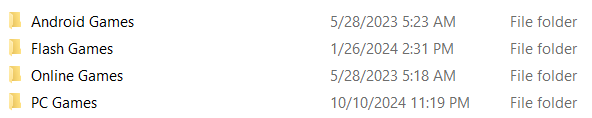 Android Games 5/28/2023 5:23 AM File folder
Flash Games 1/26/2024 2:31 PM File folder
Online Games 5/28/2023 5:18 AM File folder
PC Games 10/10/2024 11:19 PM File folder